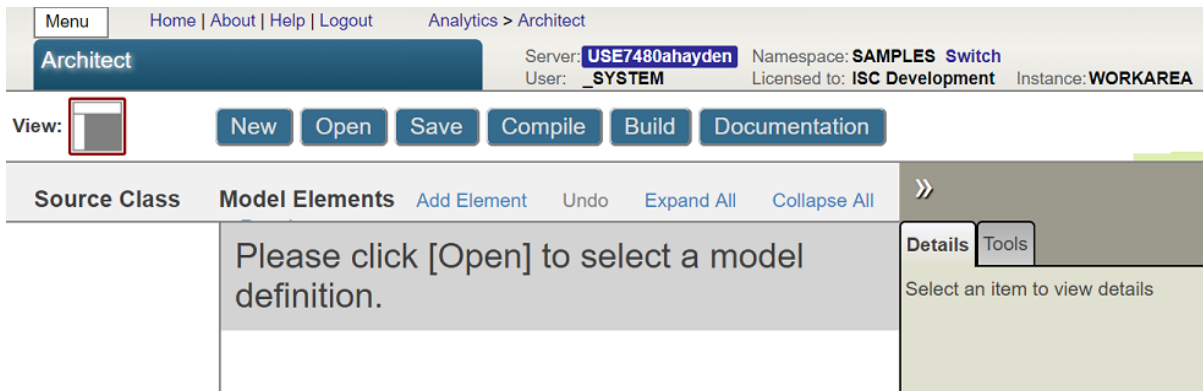 Menu Home | About | Help | Logout Analytics > Architect
Architect
Server: USE7480ahayden Namespace: SAMPLES Switch
User: _SYSTEM Licensed to: ISC Development Instance: WORKAREA
View: New Open Save Compile Build Documentation
Source Class Model Elements Add Element Undo Expand All Collapse All »
Please click [Open] to select a model
definition.
Details Tools
Select an item to view details